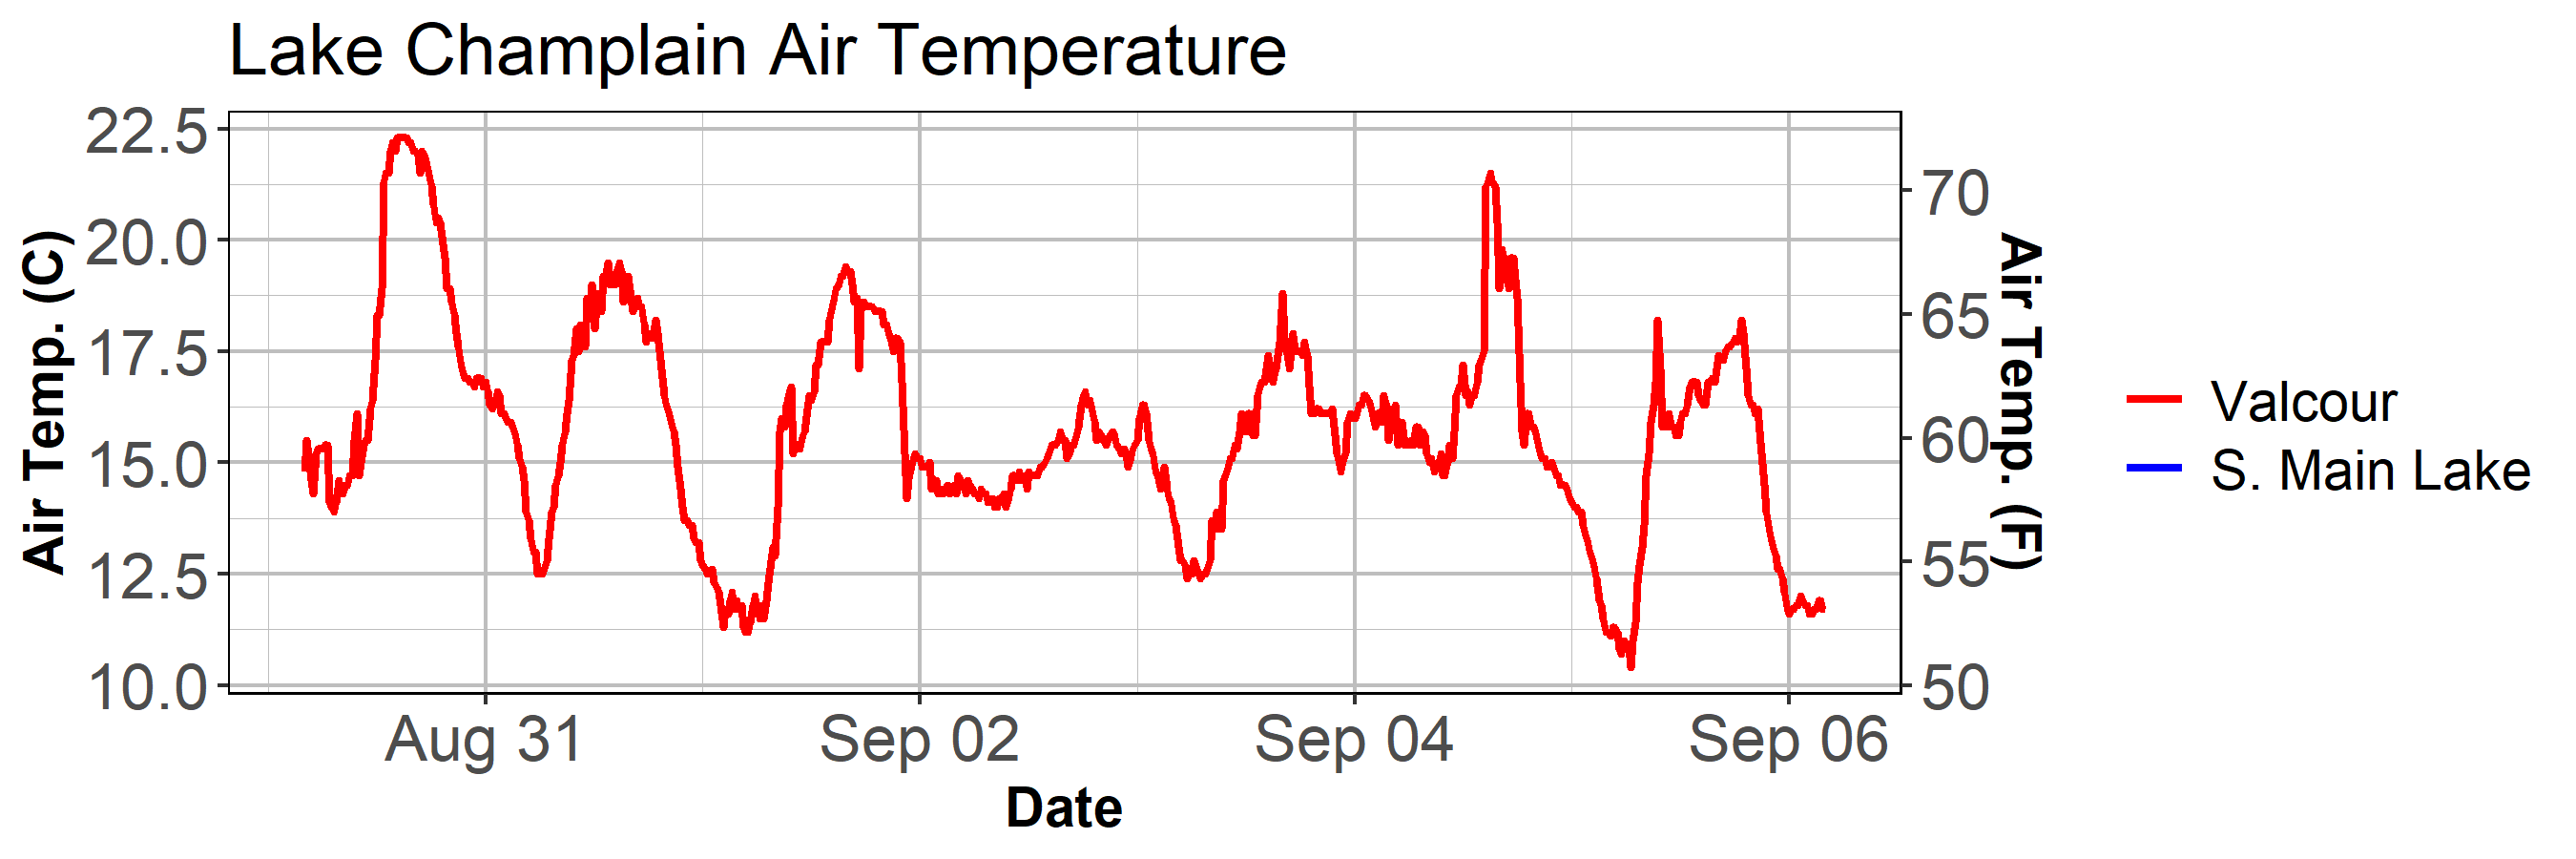 Lake Champlain Air Temperature
22.5
20.0
17.5
15.0
12.5
10.0
Air Temp. (C)
70
65
60
55
50
Air Temp. (F)
Aug 31
Sep 02
Sep 04
Sep 06
Date
Valcour
S. Main Lake